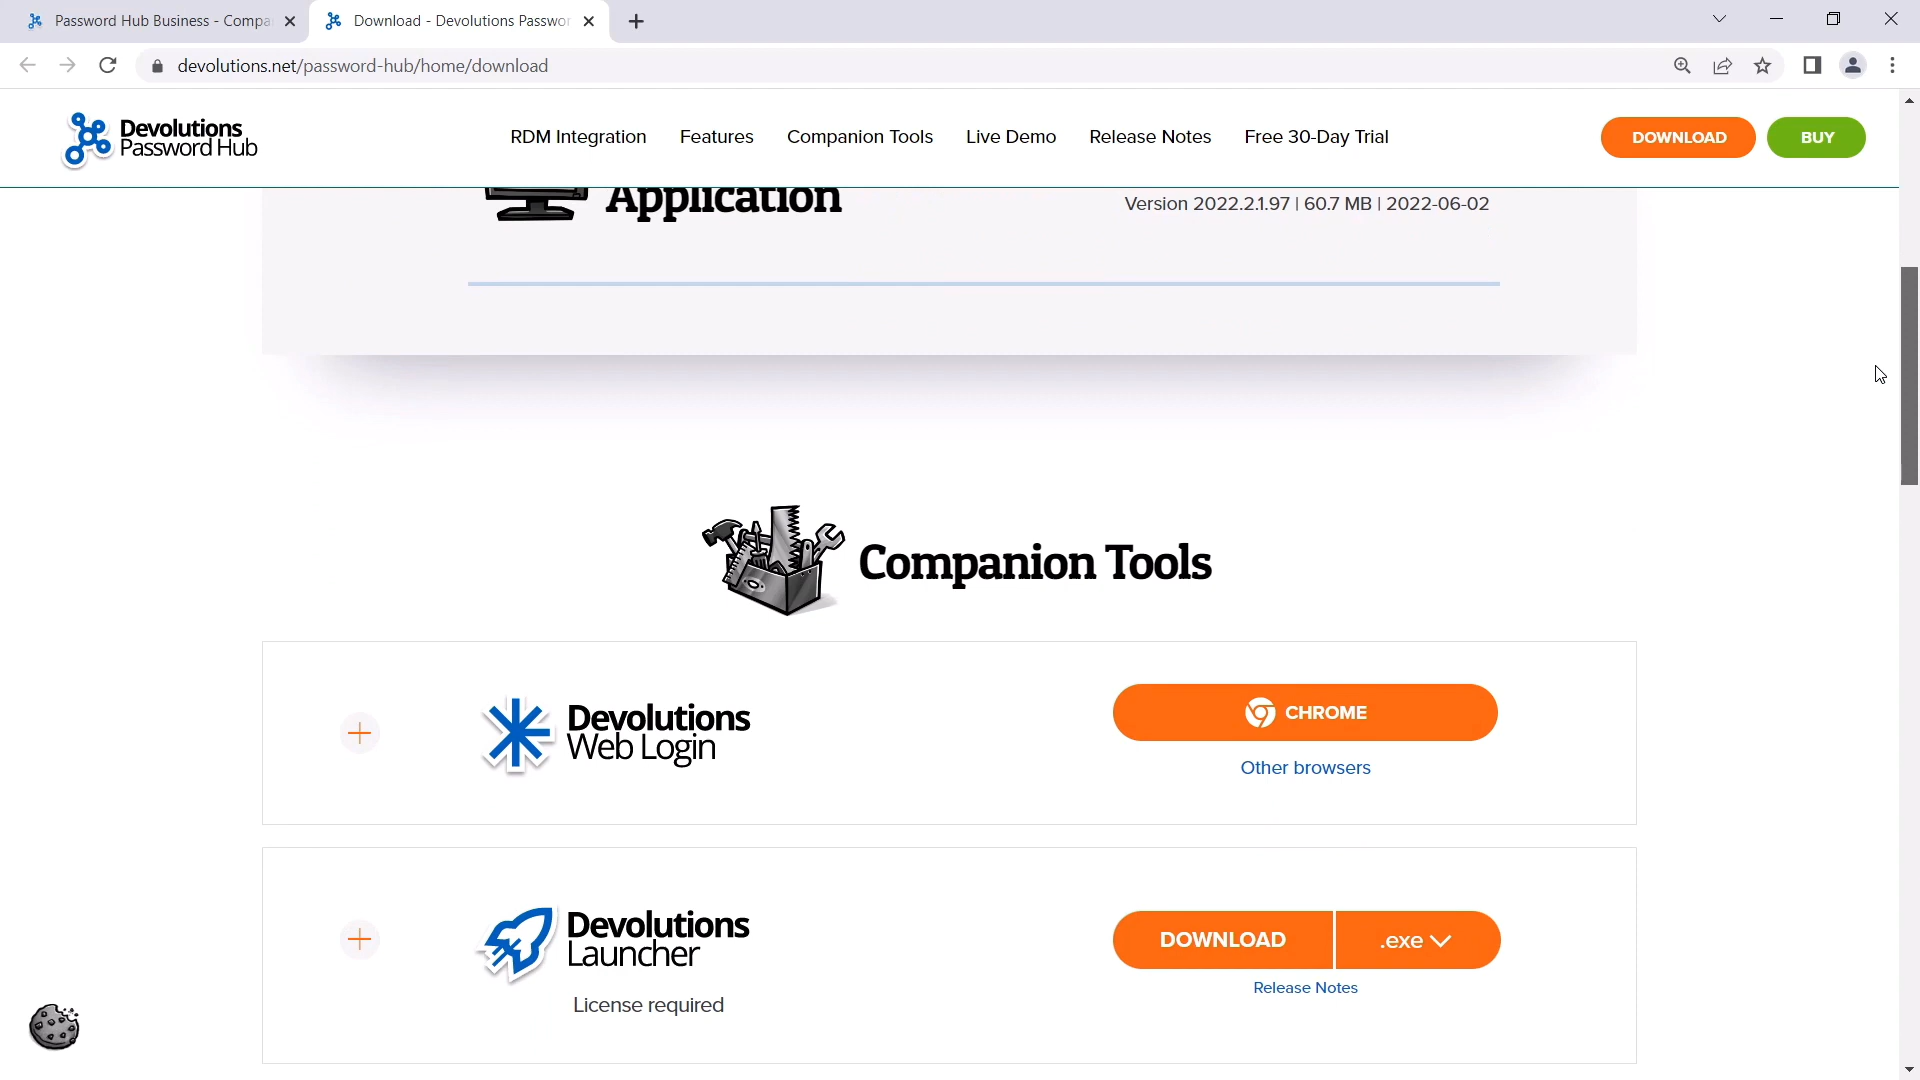 Password Hub Business - Compa
Download - Devolutions Passwor
devolutions.net/password-hub/home/download
Devolutions
Password Hub
RDM Integration
Features
Companion Tools
Live Demo
Release Notes
Free 30-Day Trial
DOWNLOAD
BUY
Application
Version 2022.2.1.97 | 60.7 MB | 2022-06-02
Companion Tools
Devolutions
Web Login
CHROME
Other browsers
Devolutions
Launcher
License required
DOWNLOAD
.exe
Release Notes